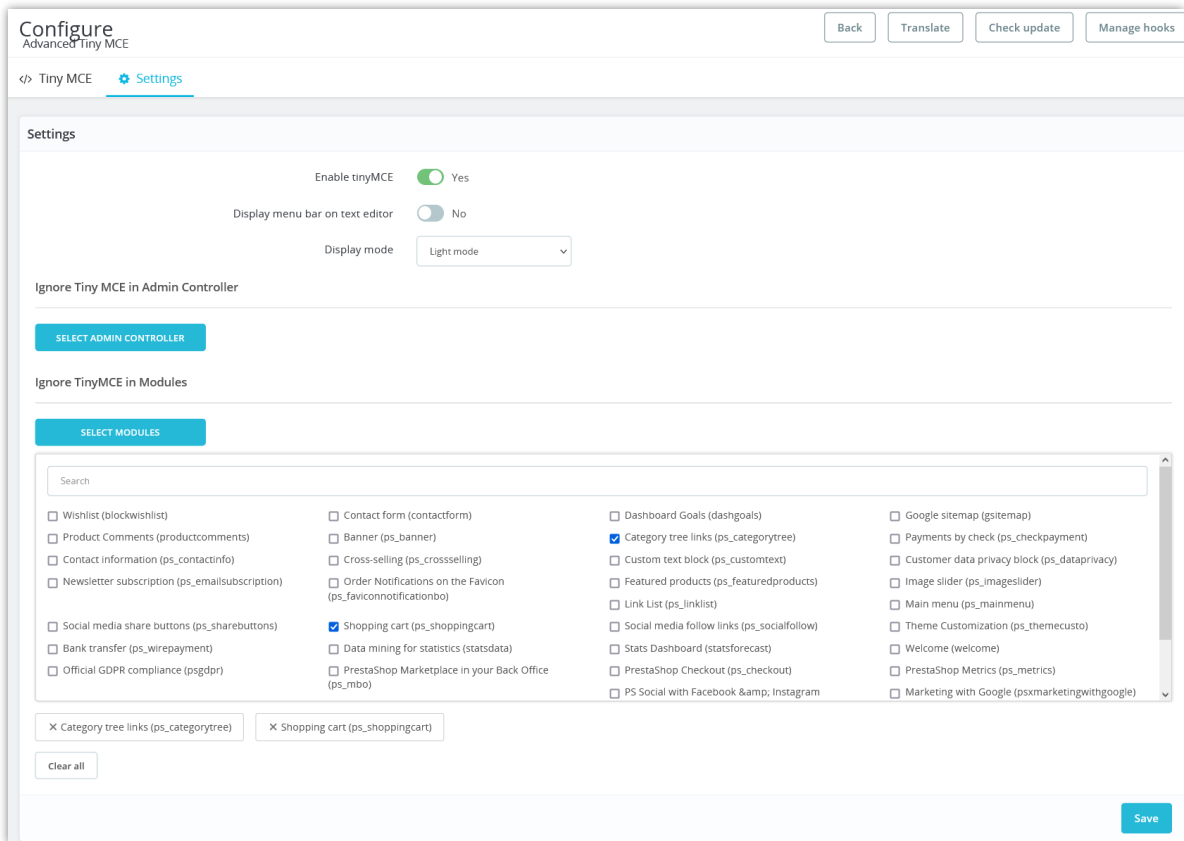 Configure
Advanced Tiny MCE
Back
Translate
Check update
Manage hooks
</> Tiny MCE
Settings
Settings
Enable tinyMCE
Yes
Display menu bar on text editor
No
Display mode
Light mode
Ignore Tiny MCE in Admin Controller
SELECT ADMIN CONTROLLER
Ignore TinyMCE in Modules
SELECT MODULES
Search
Wishlist (blockwishlist)
Contact form (contactform)
Dashboard Goals (dashgoals)
Google sitemap (gsitemap)
Product Comments (productcomments)
Banner (ps_banner)
Category tree links (ps_categorytree)
Payments by check (ps_checkpayment)
Contact information (ps_contactinfo)
Cross-selling (ps_crossselling)
Custom text block (ps_customtext)
Customer data privacy block (ps_dataprivacy)
Newsletter subscription (ps_emailsubscription)
Order Notifications on the Favicon
(ps_faviconnotificationbo)
Featured products (ps_featuredproducts)
Image slider (ps_imageslider)
Link List (ps_linklist)
Main menu (ps_mainmenu)
Social media share buttons (ps_sharebuttons)
Shopping cart (ps_shoppingcart)
Social media follow links (ps_socialfollow)
Theme Customization (ps_themecusto)
Bank transfer (ps_wirepayment)
Data mining for statistics (statsdata)
Stats Dashboard (statsforecast)
Welcome (welcome)
Official GDPR compliance (psgdpr)
PrestaShop Marketplace in your Back Office
(ps_mbo)
PrestaShop Checkout (ps_checkout)
PrestaShop Metrics (ps_metrics)
PS Social with Facebook &amp; Instagram
Marketing with Google (psxmarketingwithgoogle)
✕ Category tree links (ps_categorytree)
✕ Shopping cart (ps_shoppingcart)
Clear all
Save